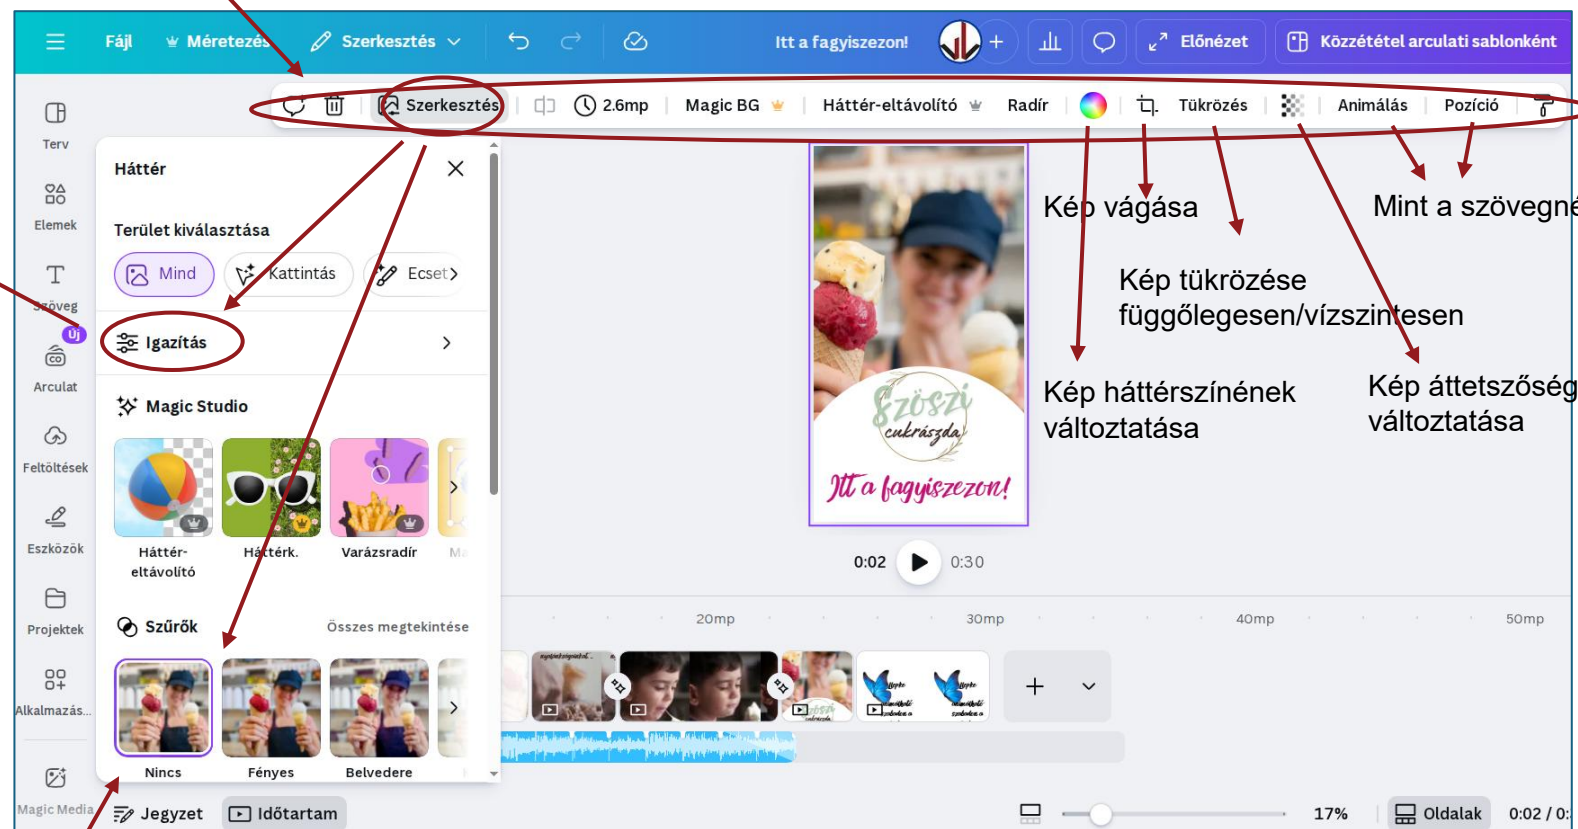 Fájl
Méretezés
Szerkesztés
Itt a fagyiszezon!
Előnézet
Közzététel arculati sablonként
Szerkesztés
2.6mp
Magic BG
Háttér-eltávolító
Radír
Tükrözés
Animálás
Pozíció
Terv
Elemek
Szöveg
Új
Arculat
Feltöltések
Eszközök
Projektek
Alkalmazás...
Magic Media
Háttér
Terület kiválasztása
Mind
Kattintás
Ecset
Igazítás
Magic Studio
Háttér-
eltávolító
Háttérk.
Varázsradír
Szűrők
Összes megtekintése
Nincs
Fényes
Belvedere
Kép vágása
Mint a szövegné
Kép tükrözése
függőlegesen/vízszintesen
Kép háttérszínének
változtatása
Kép áttetszőség
változtatása
Szöszi
cukrászda
Itt a fagyiszezon!
0:02
0:30
20mp
30mp
40mp
50mp
Jegyzet
Időtartam
17%
Oldalak
0:02 / 0: